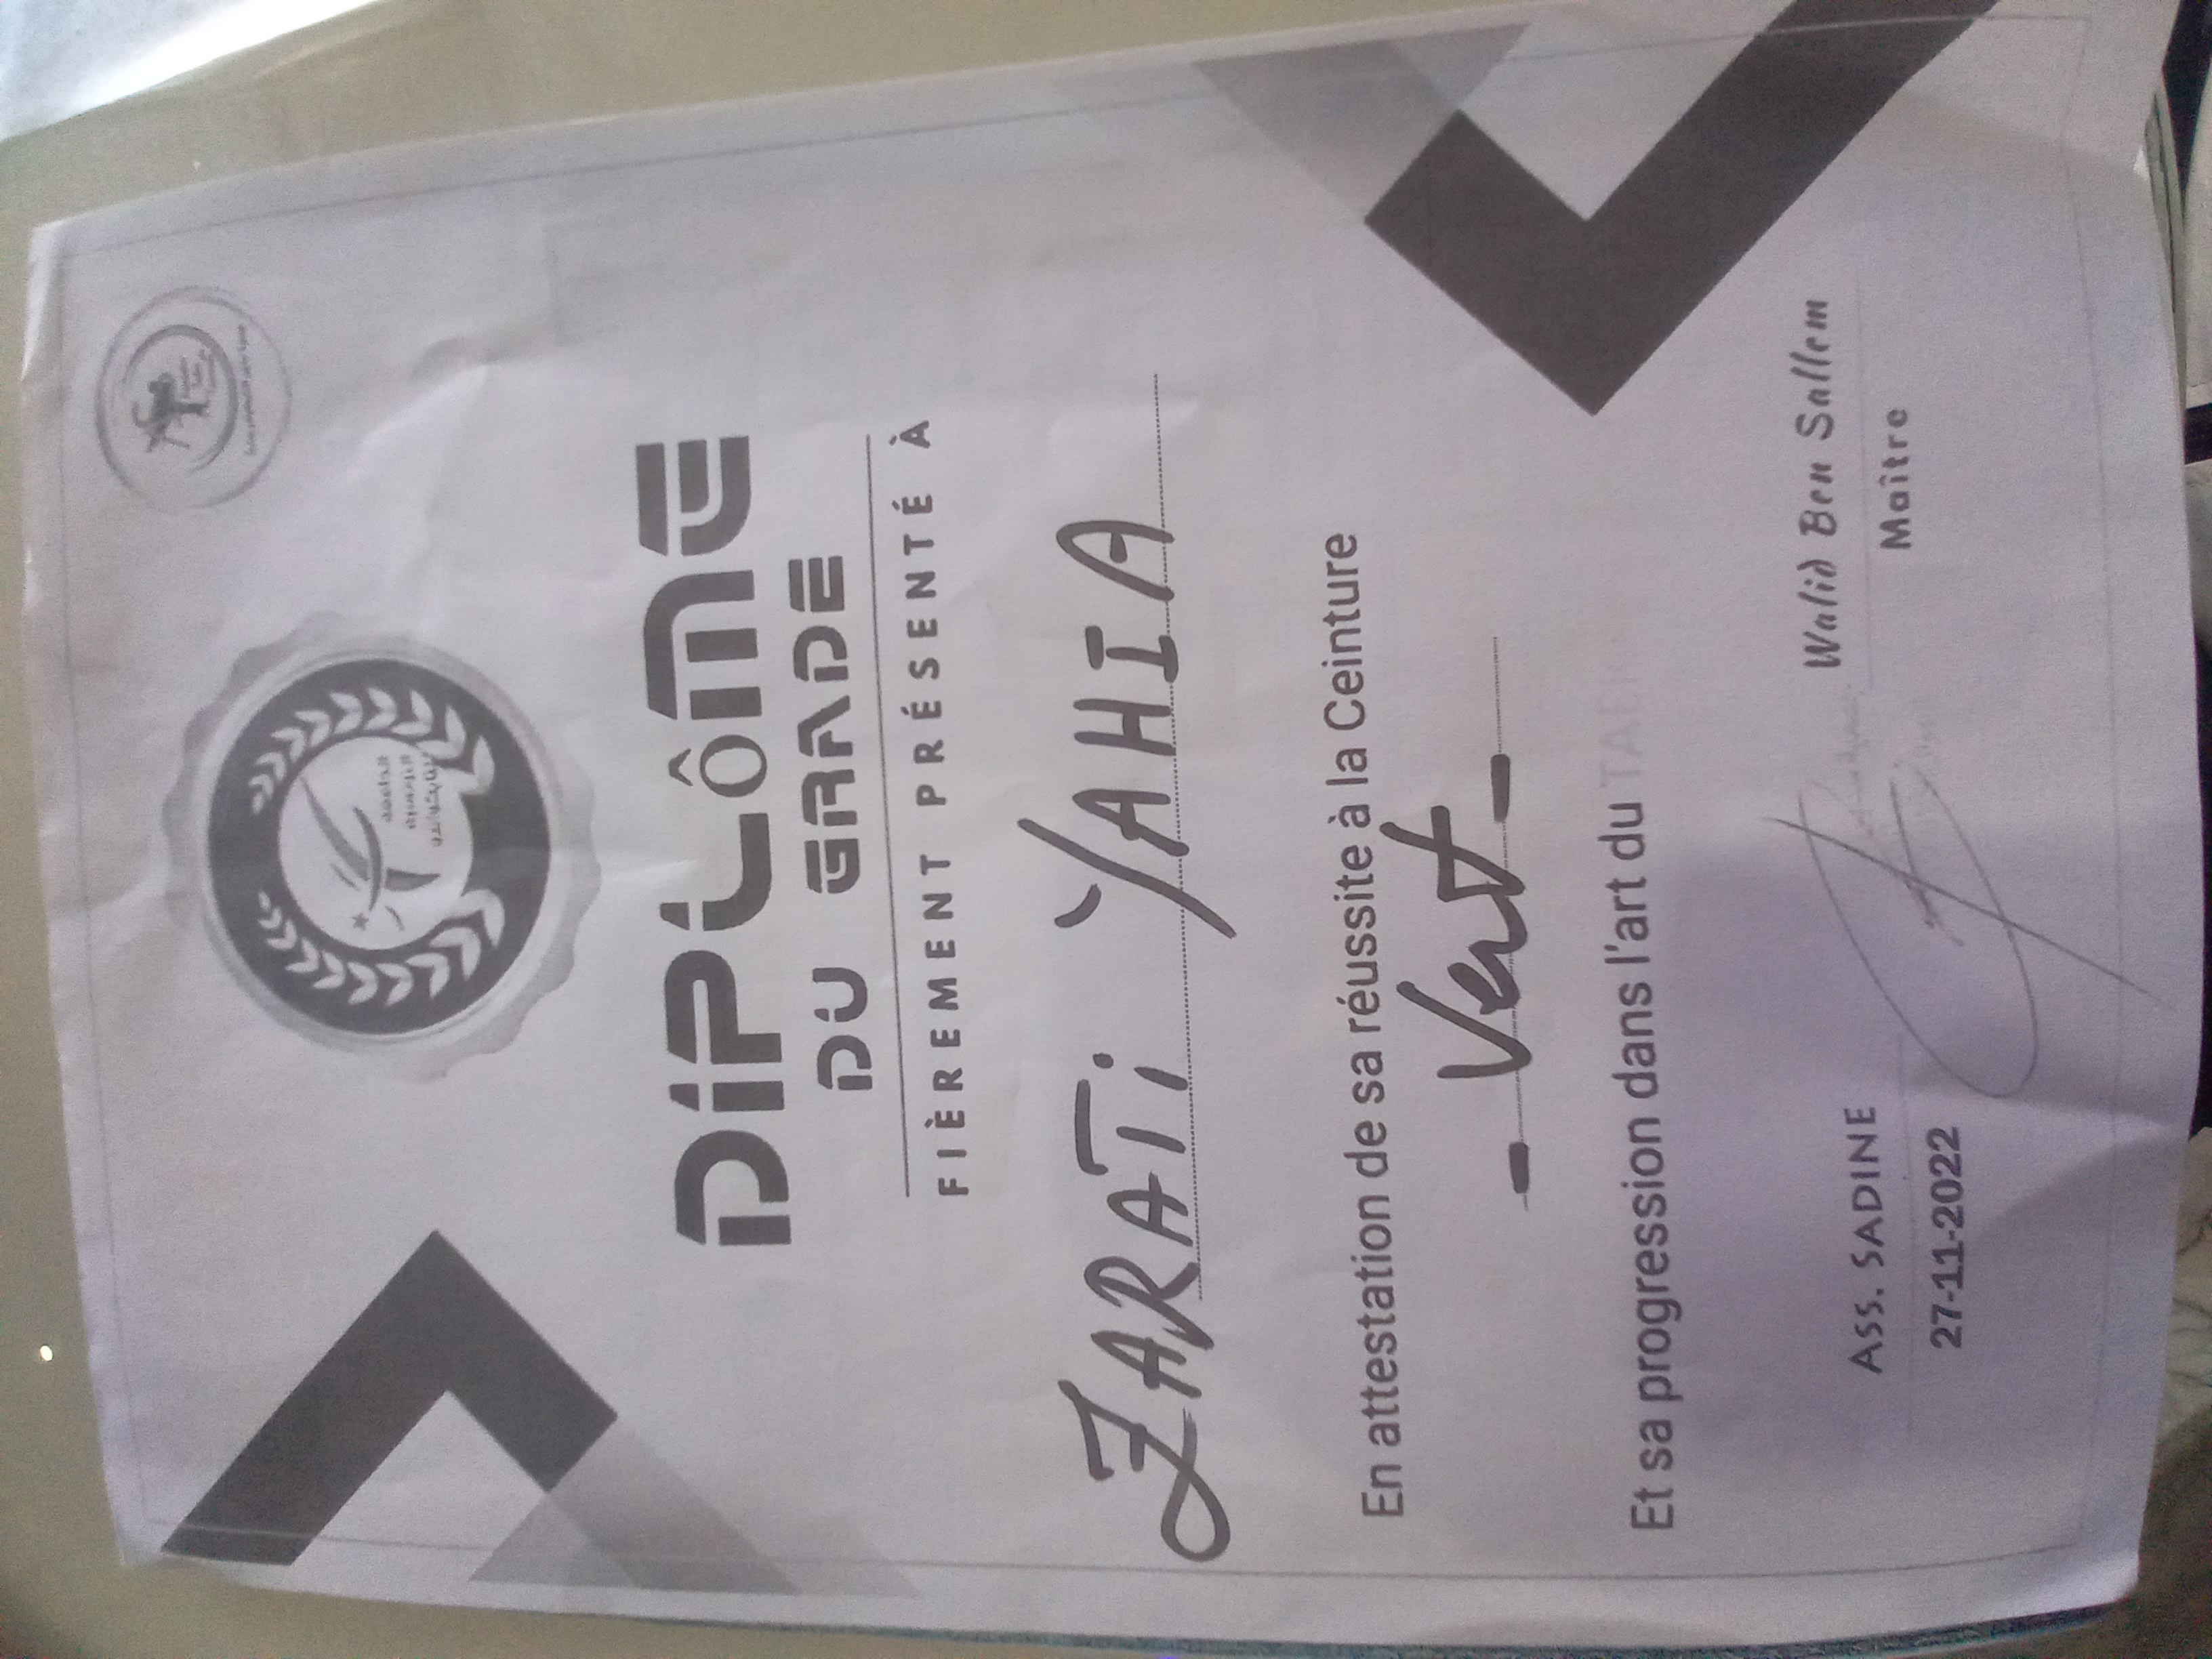 DIPLÔME
DU GRADE
FIÈREMENT PRÉSENTÉ À
ZARATI YAHIA
En attestation de sa réussite à la Ceinture
- Vert -
Et sa progression dans l'art du
Ass. SADINE
27-11-2022
Walid Ben Sallem
Maître